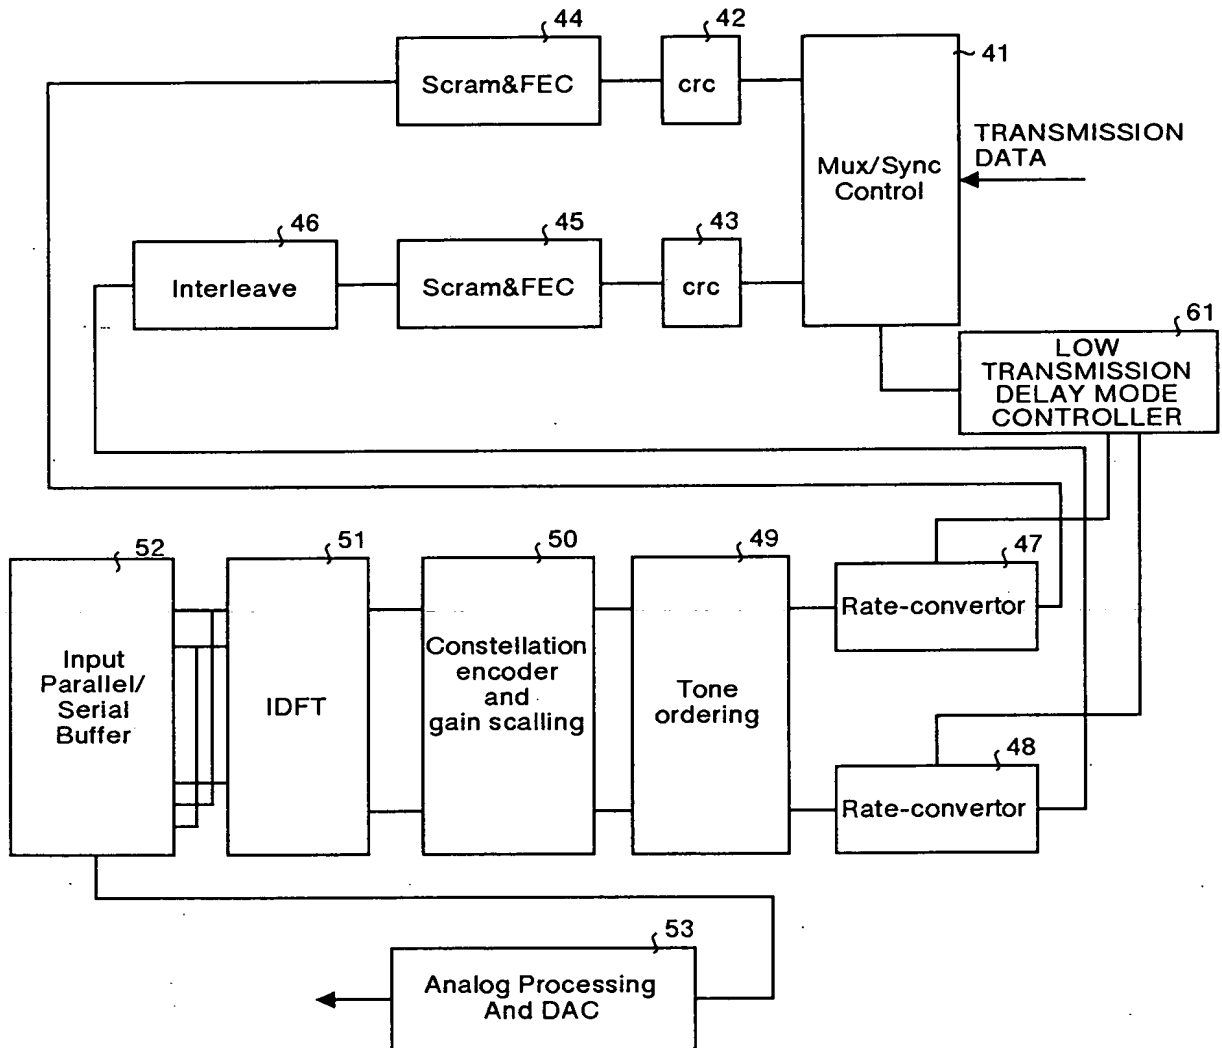 44
42
41
Scram&FEC
crc
TRANSMISSION
DATA
Mux/Sync
Control
46
45
43
Interleave
Scram&FEC
crc
61
LOW
TRANSMISSION
DELAY MODE
CONTROLLER
52
51
50
49
47
Rate-convertor
Input
Parallel/
Serial
Buffer
IDFT
Constellation
encoder
and
gain scalling
Tone
ordering
48
Rate-convertor
53
Analog Processing
And DAC